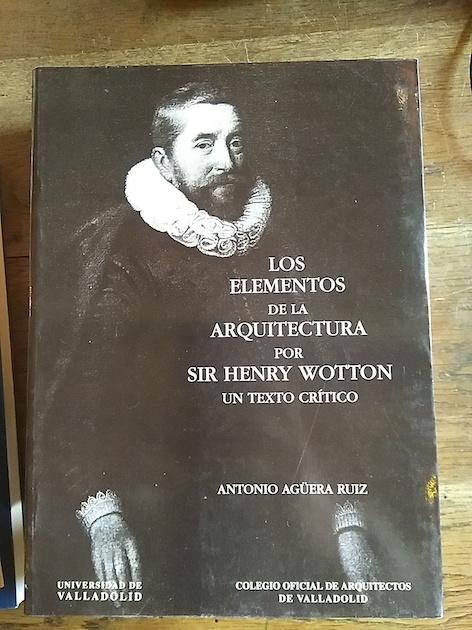 LOS
ELEMENTOS
DE LA
ARQUITECTURA
POR
SIR HENRY WOTTON
UN TEXTO CRÍTICO
ANTONIO AGÜERA RUIZ
UNIVERSIDAD DE
VALLADOLID
COLEGIO OFICIAL DE ARQUITECTOS
DE VALLADOLID